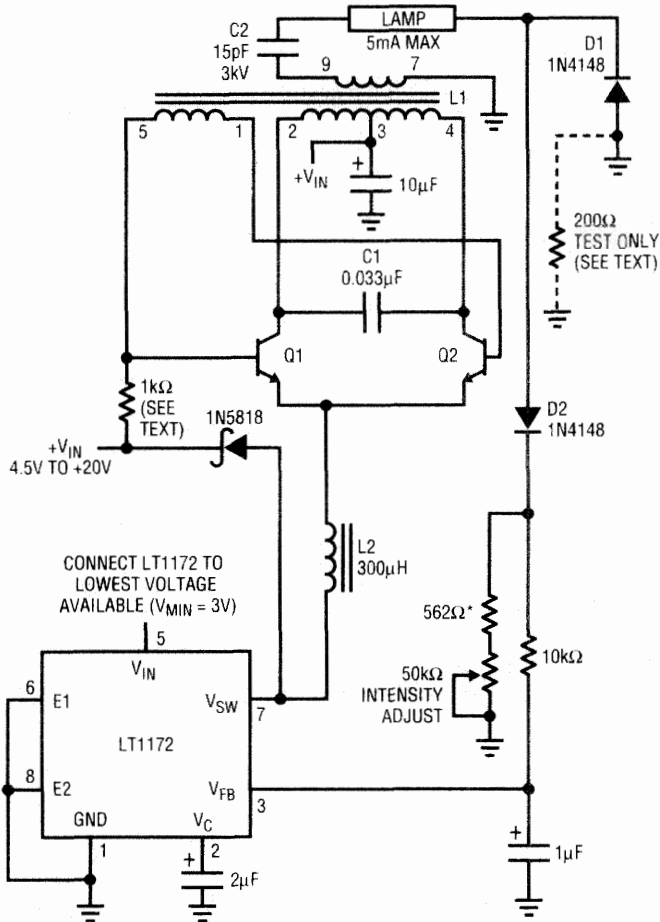 C2
15pF
3kV
LAMP
5mA MAX
D1
1N4148
9
7
L1
5
1
2
3
4
+VIN
+
10µF
200Ω
TEST ONLY
(SEE TEXT)
C1
0.033µF
Q1
Q2
1kΩ
(SEE
TEXT)
1N5818
+VIN
4.5V TO +20V
D2
1N4148
L2
300µH
CONNECT LT1172 TO
LOWEST VOLTAGE
AVAILABLE (VMIN = 3V)
5
VIN
562Ω*
10kΩ
50kΩ
INTENSITY
ADJUST
6
E1
VSW
7
LT1172
8
E2
VFB
3
GND
VC
1
2
+
2µF
+
1µF